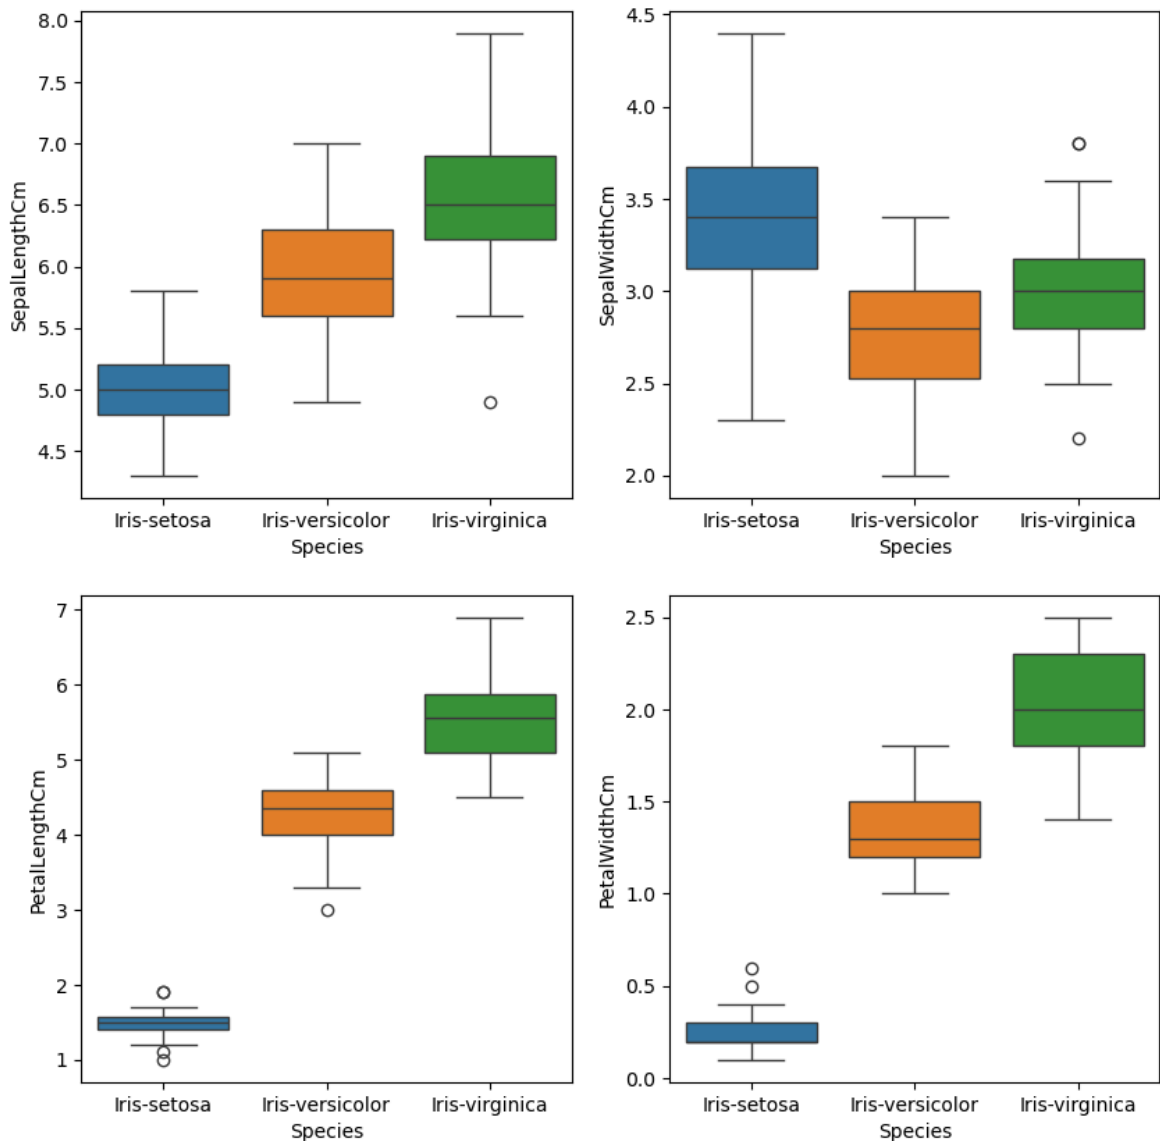 SepalLengthCm
8.0
7.5
7.0
6.5
6.0
5.5
5.0
4.5
Iris-setosa Iris-versicolor Iris-virginica
Species
SepalWidthCm
4.5
4.0
3.5
3.0
2.5
2.0
Iris-setosa Iris-versicolor Iris-virginica
Species
PetalLengthCm
7
6
5
4
3
2
1
Iris-setosa Iris-versicolor Iris-virginica
Species
PetalWidthCm
2.5
2.0
1.5
1.0
0.5
0.0
Iris-setosa Iris-versicolor Iris-virginica
Species